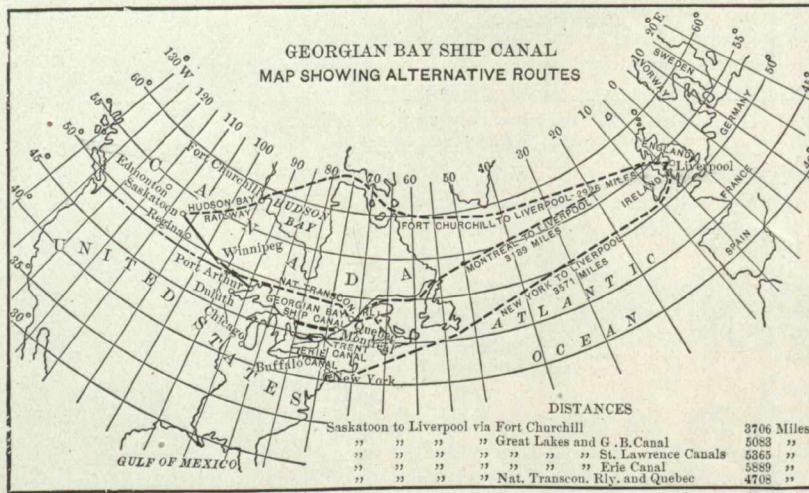 GEORGIAN BAY SHIP CANAL
MAP SHOWING ALTERNATIVE ROUTES
130° W
120
110
100
90
80
70
60
50
40
30
20
10
0
10
20 E
60°
55°
50°
45°
60°
55°
50°
45°
40°
35°
30°
SWEDEN
NORWAY
GERMANY
ENGLAND
Liverpool
IRELAND
FRANCE
SPAIN
CANADA
Fort Churchill
Edmonton
Saskatoon
Regina
HUDSON BAY
RAILWAY
HUDSON
BAY
Winnipeg
FORT CHURCHILL TO LIVERPOOL-2926 MILES
MONTREAL TO LIVERPOOL
3189 MILES
NEW YORK TO LIVERPOOL
3571 MILES
UNITED STATES
Port Arthur
Duluth
Chicago
NAT. TRANSCON. RL.
GEORGIAN BAY
SHIP CANAL
Quebec
Montreal
TRENT
CANAL
ERIE
CANAL
Buffalo
New York
ATLANTIC
OCEAN
GULF OF MEXICO
DISTANCES
Saskatoon to Liverpool via Fort Churchill 3706 Miles
„ „ „ „ Great Lakes and G.B.Canal 5083 „
„ „ „ „ „ „ „ St. Lawrence Canals 5365 „
„ „ „ „ „ „ „ Erie Canal 5889 „
„ „ „ „ Nat. Transcon. Rly. and Quebec 4708 „